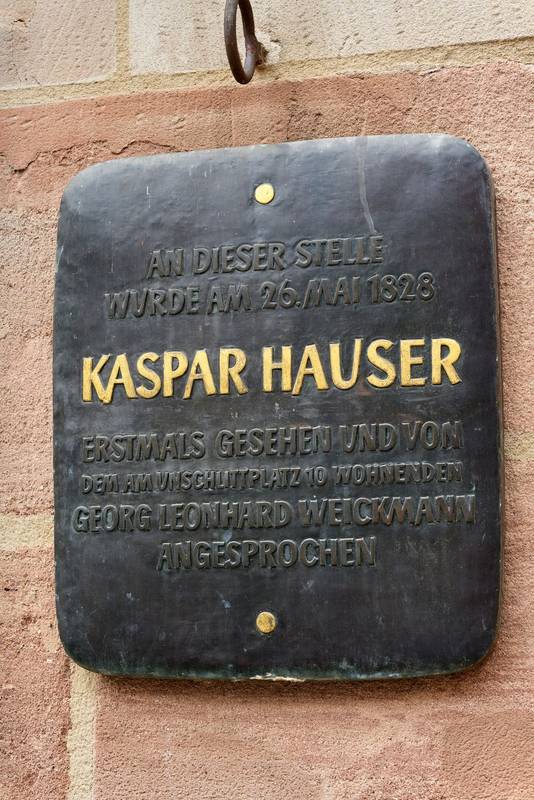 AN DIESER STELLE
WURDE AM 26. MAI 1828
KASPAR HAUSER
ERSTMALS GESEHEN UND VON
DEM AM UNSCHLITTPLATZ 10 WOHNENDEN
GEORG LEONHARD WEICKMANN
ANGESPROCHEN